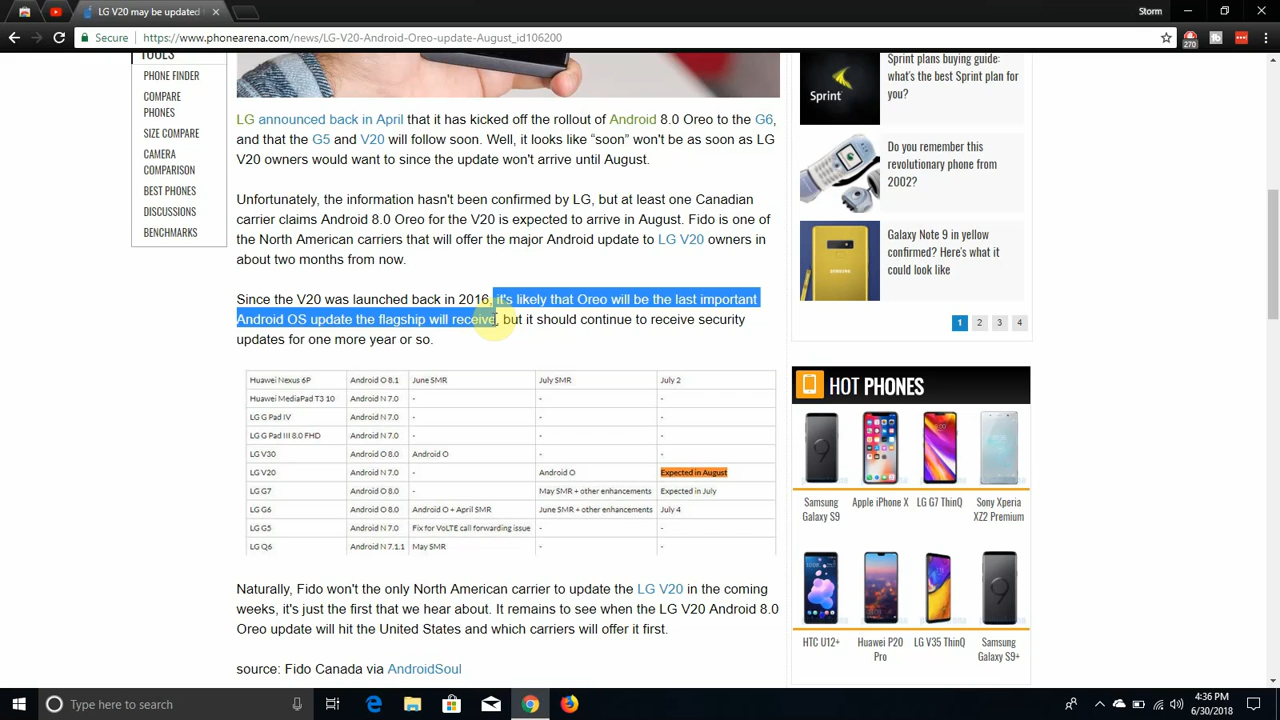 LG V20 may be updated
Storm
Secure
https://www.phonearena.com/news/LG-V20-Android-Oreo-update-August_id106200
270
TOOLS
PHONE FINDER
COMPARE
PHONES
SIZE COMPARE
CAMERA
COMPARISON
BEST PHONES
DISCUSSIONS
BENCHMARKS
LG announced back in April that it has kicked off the rollout of Android 8.0 Oreo to the G6,
and that the G5 and V20 will follow soon. Well, it looks like “soon” won't be as soon as LG
V20 owners would want to since the update won't arrive until August.
Unfortunately, the information hasn't been confirmed by LG, but at least one Canadian
carrier claims Android 8.0 Oreo for the V20 is expected to arrive in August. Fido is one of
the North American carriers that will offer the major Android update to LG V20 owners in
about two months from now.
Since the V20 was launched back in 2016, it's likely that Oreo will be the last important
Android OS update the flagship will receive, but it should continue to receive security
updates for one more year or so.
Huawei Nexus 6P Android O 8.1 June SMR July SMR July 2
Huawei MediaPad T3 10 Android N 7.0 - - -
LG G Pad IV Android N 7.0 - - -
LG G Pad III 8.0 FHD Android N 7.0 - - -
LG V30 Android O 8.0 Android O - -
LG V20 Android N 7.0 - Android O Expected in August
LG G7 Android O 8.0 - May SMR + other enhancements Expected in July
LG G6 Android O 8.0 Android O + April SMR June SMR + other enhancements July 4
LG G5 Android N 7.0 Fix for VoLTE call forwarding issue - -
LG Q6 Android N 7.1.1 May SMR - -
Naturally, Fido won't the only North American carrier to update the LG V20 in the coming
weeks, it's just the first that we hear about. It remains to see when the LG V20 Android 8.0
Oreo update will hit the United States and which carriers will offer it first.
source: Fido Canada via AndroidSoul
Sprint
Sprint plans buying guide:
what's the best Sprint plan for
you?
Do you remember this
revolutionary phone from
2002?
Galaxy Note 9 in yellow
confirmed? Here's what it
could look like
SAMSUNG
1 2 3 4
HOT PHONES
Samsung
Galaxy S9
Apple iPhone X
LG G7 ThinQ
Sony Xperia
XZ2 Premium
HTC U12+
Huawei P20
Pro
LG V35 ThinQ
Samsung
Galaxy S9+
Type here to search
4:36 PM
6/30/2018